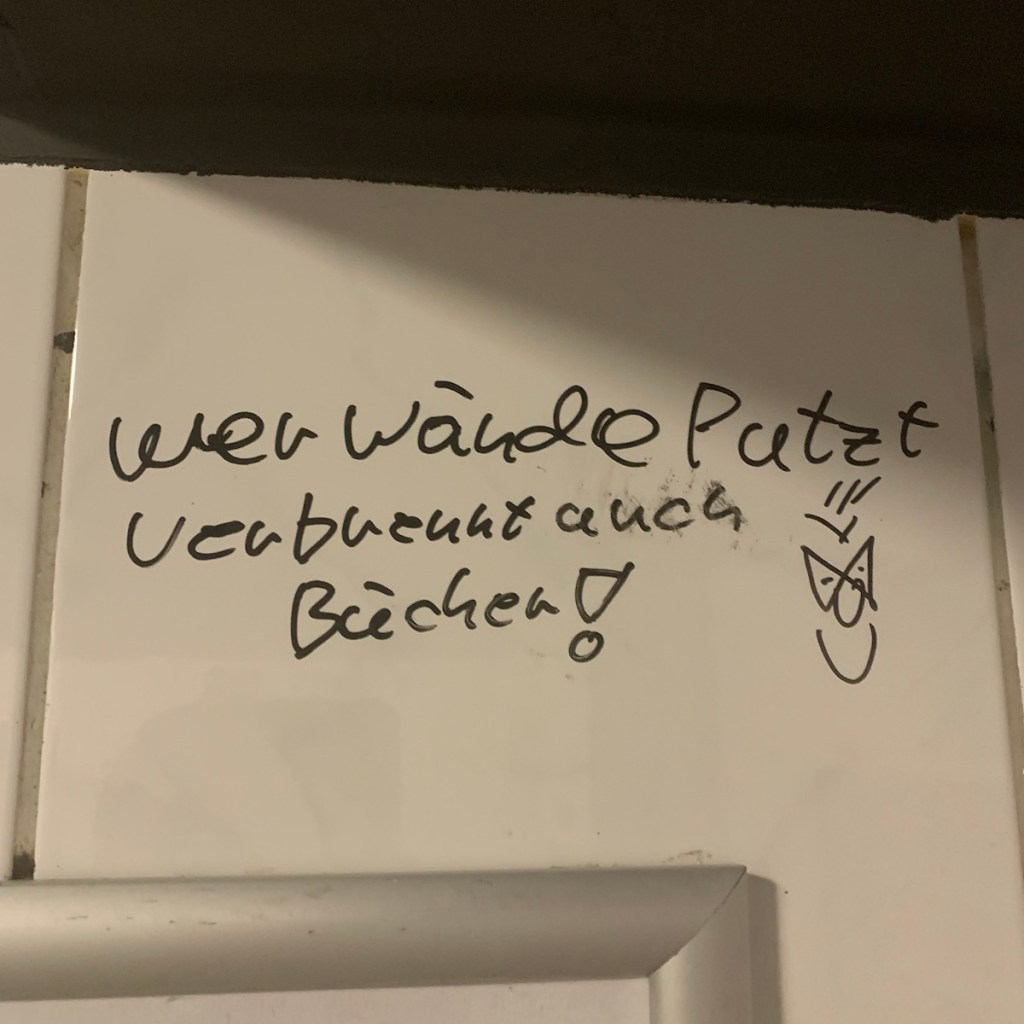 wer Wände Putzt
verbrennt auch
Bücher!